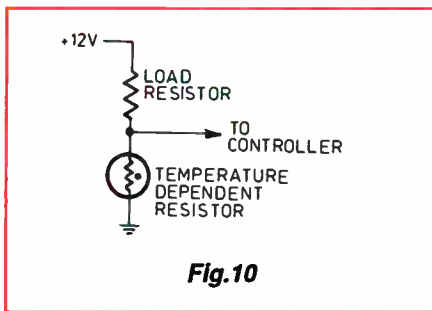 +12V
LOAD
RESISTOR
TO
CONTROLLER
TEMPERATURE
DEPENDENT
RESISTOR
Fig.10